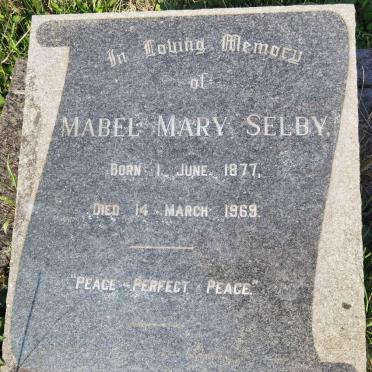 In Loving Memory
of
MABEL MARY SELBY.
BORN 1. JUNE. 1877.
DIED 14. MARCH 1969.
"PEACE - PERFECT PEACE."